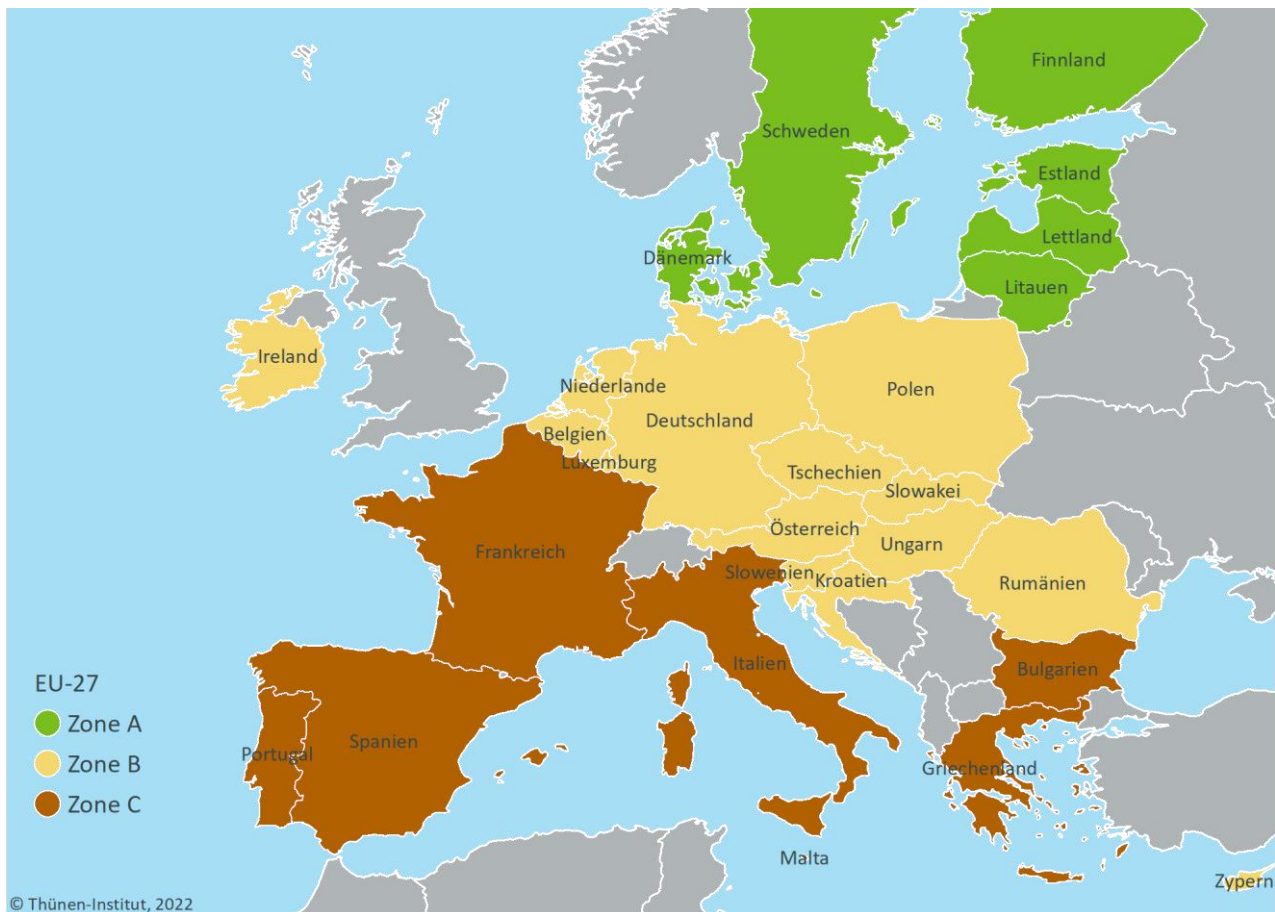 Finnland
Schweden
Estland
Lettland
Dänemark
Litauen
Ireland
Niederlande
Polen
Deutschland
Belgien
Luxemburg
Tschechien
Slowakei
Österreich
Ungarn
Frankreich
Slowenien
Kroatien
Rumänien
Italien
Bulgarien
EU-27
Zone A
Zone B
Zone C
Portugal
Spanien
Griechenland
Malta
Zypern
© Thünen-Institut, 2022